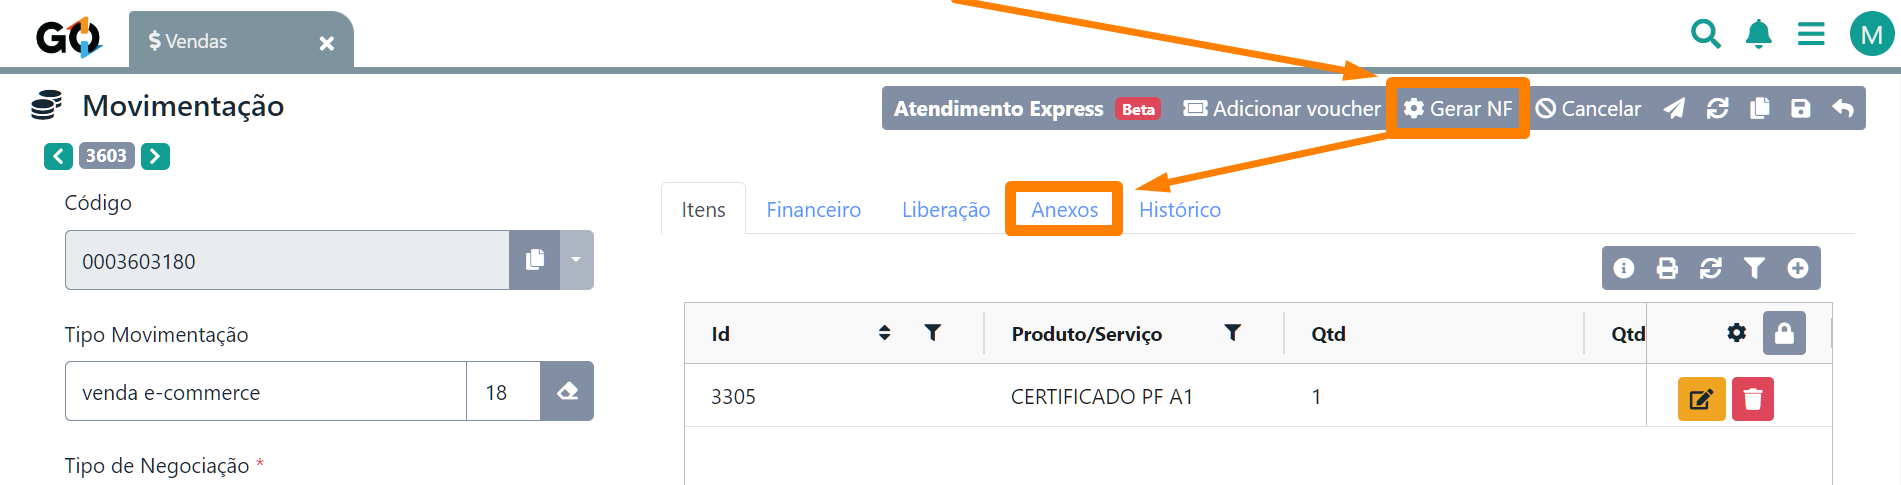 GO
$ Vendas
M
Movimentação
Atendimento Express Beta Adicionar voucher Gerar NF Cancelar
3603
Código
Itens Financeiro Liberação Anexos Histórico
0003603180
Tipo Movimentação
Id Produto/Serviço Qtd Qtd
venda e-commerce 18
3305 CERTIFICADO PF A1 1
Tipo de Negociação *